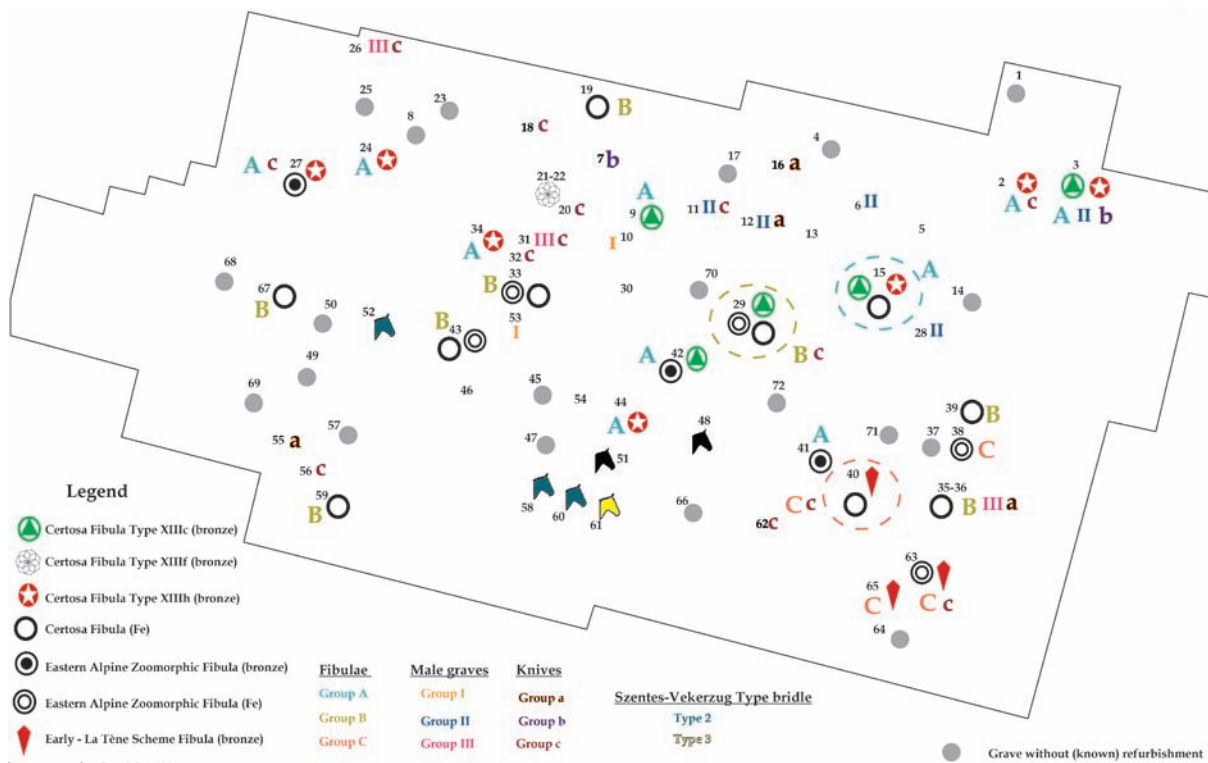 26 III c
1
25
23
19 B
8
18 c
4
7 b
17
16 a
24
A
A c 27
21-22
2
3
A c
A II b
A
9
20 c
11 II c
12 II a
6 II
5
13
34
A
31 III c
I 10
32 c
33
B
68
67
B
50
52
30
70
29
B c
15 A
14
28 II
53
I
B
43
A 42
49
69
46
45
54
44
A
72
39 B
38
C
37
71
57
55 a
47
48
51
A
41
40
C c
56 c
59
B
58
60
61
66
62 c
35-36
B III a
63
C c
65
C
64
Legend
Certosa Fibula Type XIIIc (bronze)
Certosa Fibula Type XIIIf (bronze)
Certosa Fibula Type XIIIh (bronze)
Certosa Fibula (Fe)
Eastern Alpine Zoomorphic Fibula (bronze)
Eastern Alpine Zoomorphic Fibula (Fe)
Early - La Tène Scheme Fibula (bronze)
Fibulae
Group A
Group B
Group C
Male graves
Group I
Group II
Group III
Knives
Group a
Group b
Group c
Szentes-Vekerzug Type bridle
Type 2
Type 3
Grave without (known) refurbishment